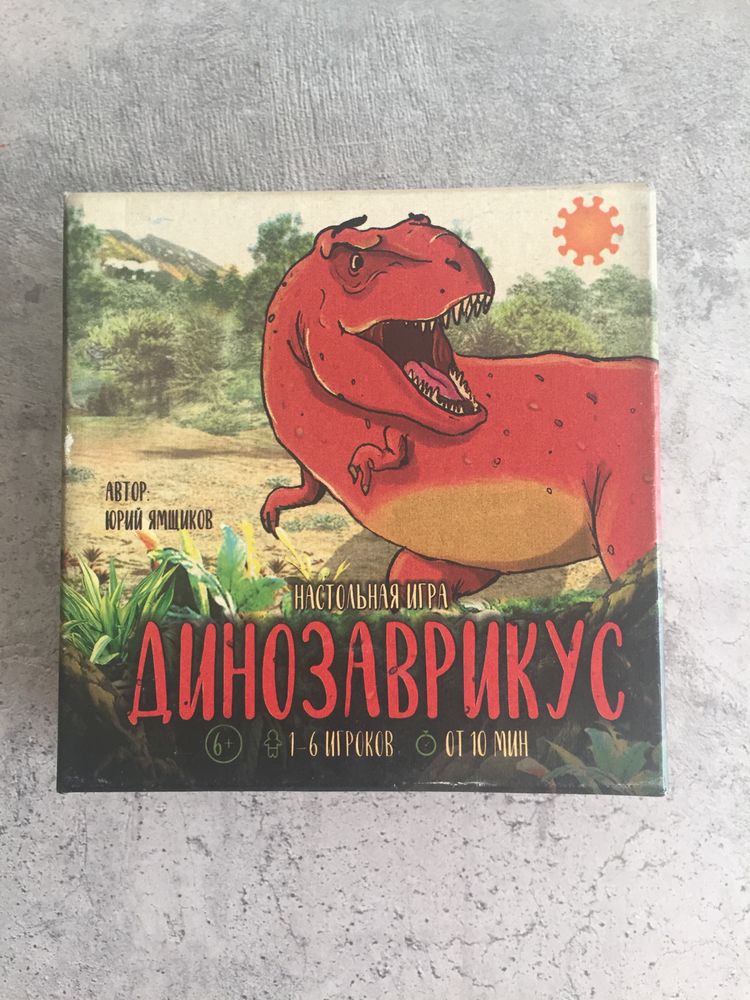 АВТОР:
ЮРИЙ ЯМЩИКОВ
НАСТОЛЬНАЯ ИГРА
ДИНОЗАВРИКУС
6+ 1-6 ИГРОКОВ ОТ 10 МИН